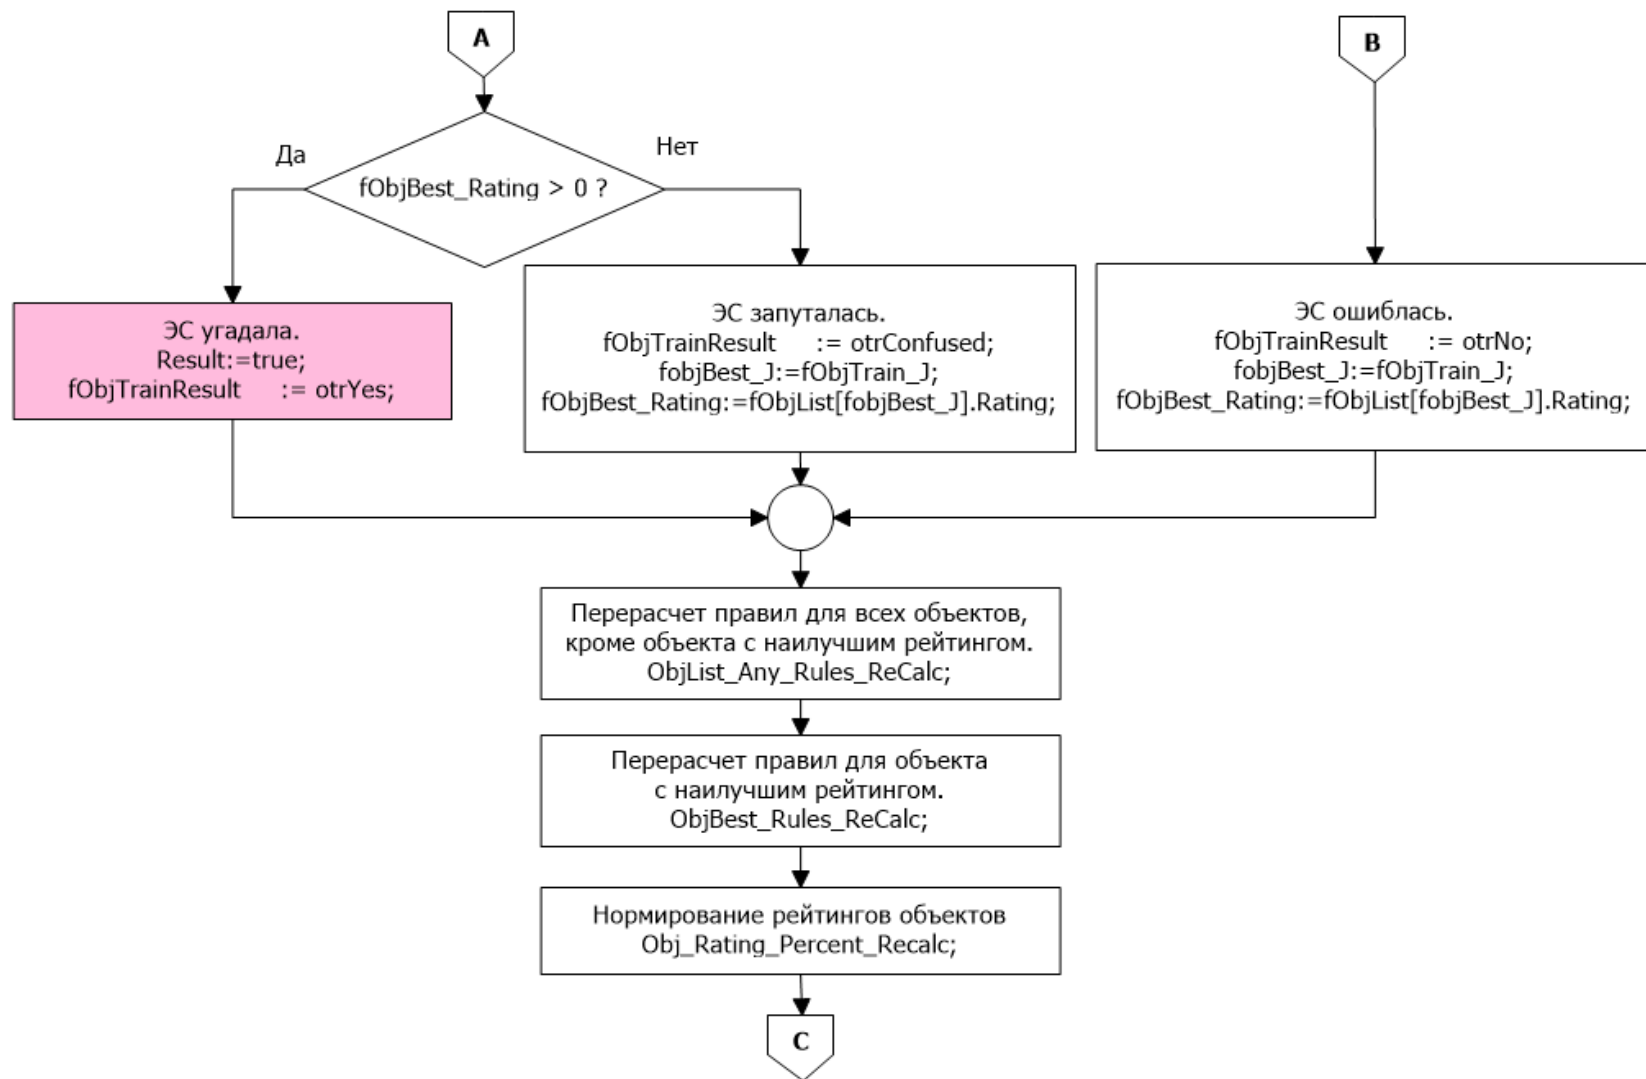 A
B
Да
Нет
fObjBest_Rating > 0 ?
ЭС угадала.
Result:=true;
fObjTrainResult := otrYes;
ЭС запуталась.
fObjTrainResult := otrConfused;
fobjBest_J:=fObjTrain_J;
fObjBest_Rating:=fObjList[fobjBest_J].Rating;
ЭС ошиблась.
fObjTrainResult := otrNo;
fobjBest_J:=fObjTrain_J;
fObjBest_Rating:=fObjList[fobjBest_J].Rating;
Перерасчет правил для всех объектов,
кроме объекта с наилучшим рейтингом.
ObjList_Any_Rules_ReCalc;
Перерасчет правил для объекта
с наилучшим рейтингом.
ObjBest_Rules_ReCalc;
Нормирование рейтингов объектов
Obj_Rating_Percent_Recalc;
C